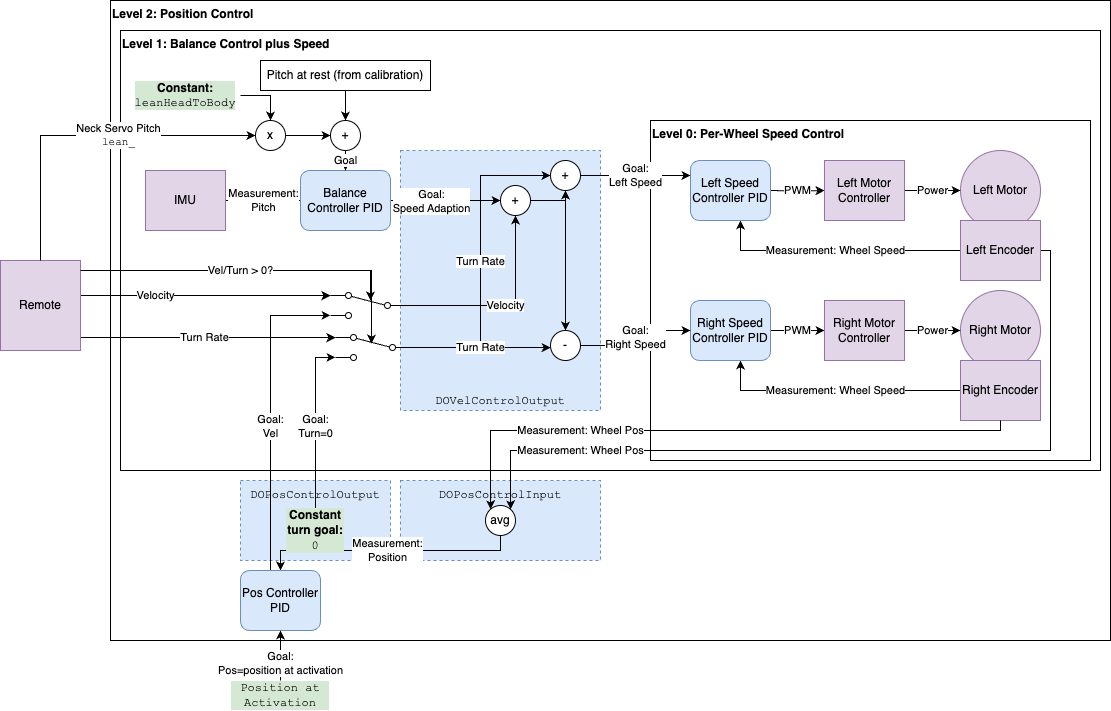 Level 2: Position Control
Level 1: Balance Control plus Speed
Pitch at rest (from calibration)
Constant:
leanHeadToBody
Neck Servo Pitch
lean_
x
+
Goal
Level 0: Per-Wheel Speed Control
IMU
Measurement:
Pitch
Balance
Controller PID
Goal:
Speed Adaption
+
+
Goal:
Left Speed
Left Speed
Controller PID
PWM
Left Motor
Controller
Power
Left Motor
Measurement: Wheel Speed
Left Encoder
Turn Rate
Vel/Turn > 0?
Remote
Velocity
Velocity
Turn Rate
Turn Rate
-
Goal:
Right Speed
Right Speed
Controller PID
PWM
Right Motor
Controller
Power
Right Motor
Measurement: Wheel Speed
Right Encoder
DOVelControlOutput
Goal:
Vel
Goal:
Turn=0
Measurement: Wheel Pos
Measurement: Wheel Pos
DOPosControlOutput
DOPosControlInput
Constant
turn goal:
0
avg
Measurement:
Position
Pos Controller
PID
Goal:
Pos=position at activation
Position at
Activation